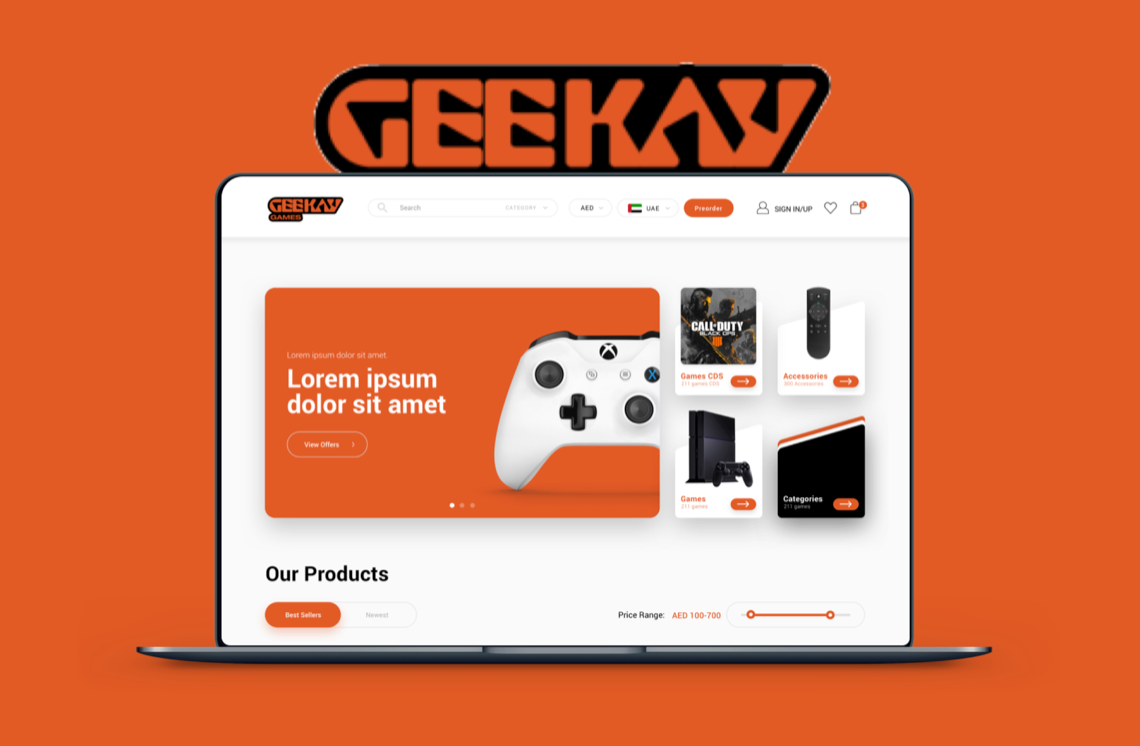 GEEKAY
GEEKAY
GAMES
Search
CATEGORY
AED
UAE
Preorder
SIGN IN/UP
3
Lorem ipsum dolor sit amet.
Lorem ipsum
dolor sit amet
View Offers
CALL OF DUTY
BLACK OPS
IIII
Games CDS
211 games CDS
Accessories
300 Accessories
Games
211 games
Categories
211 games
Our Products
Best Sellers
Newest
Price Range:
AED 100-700